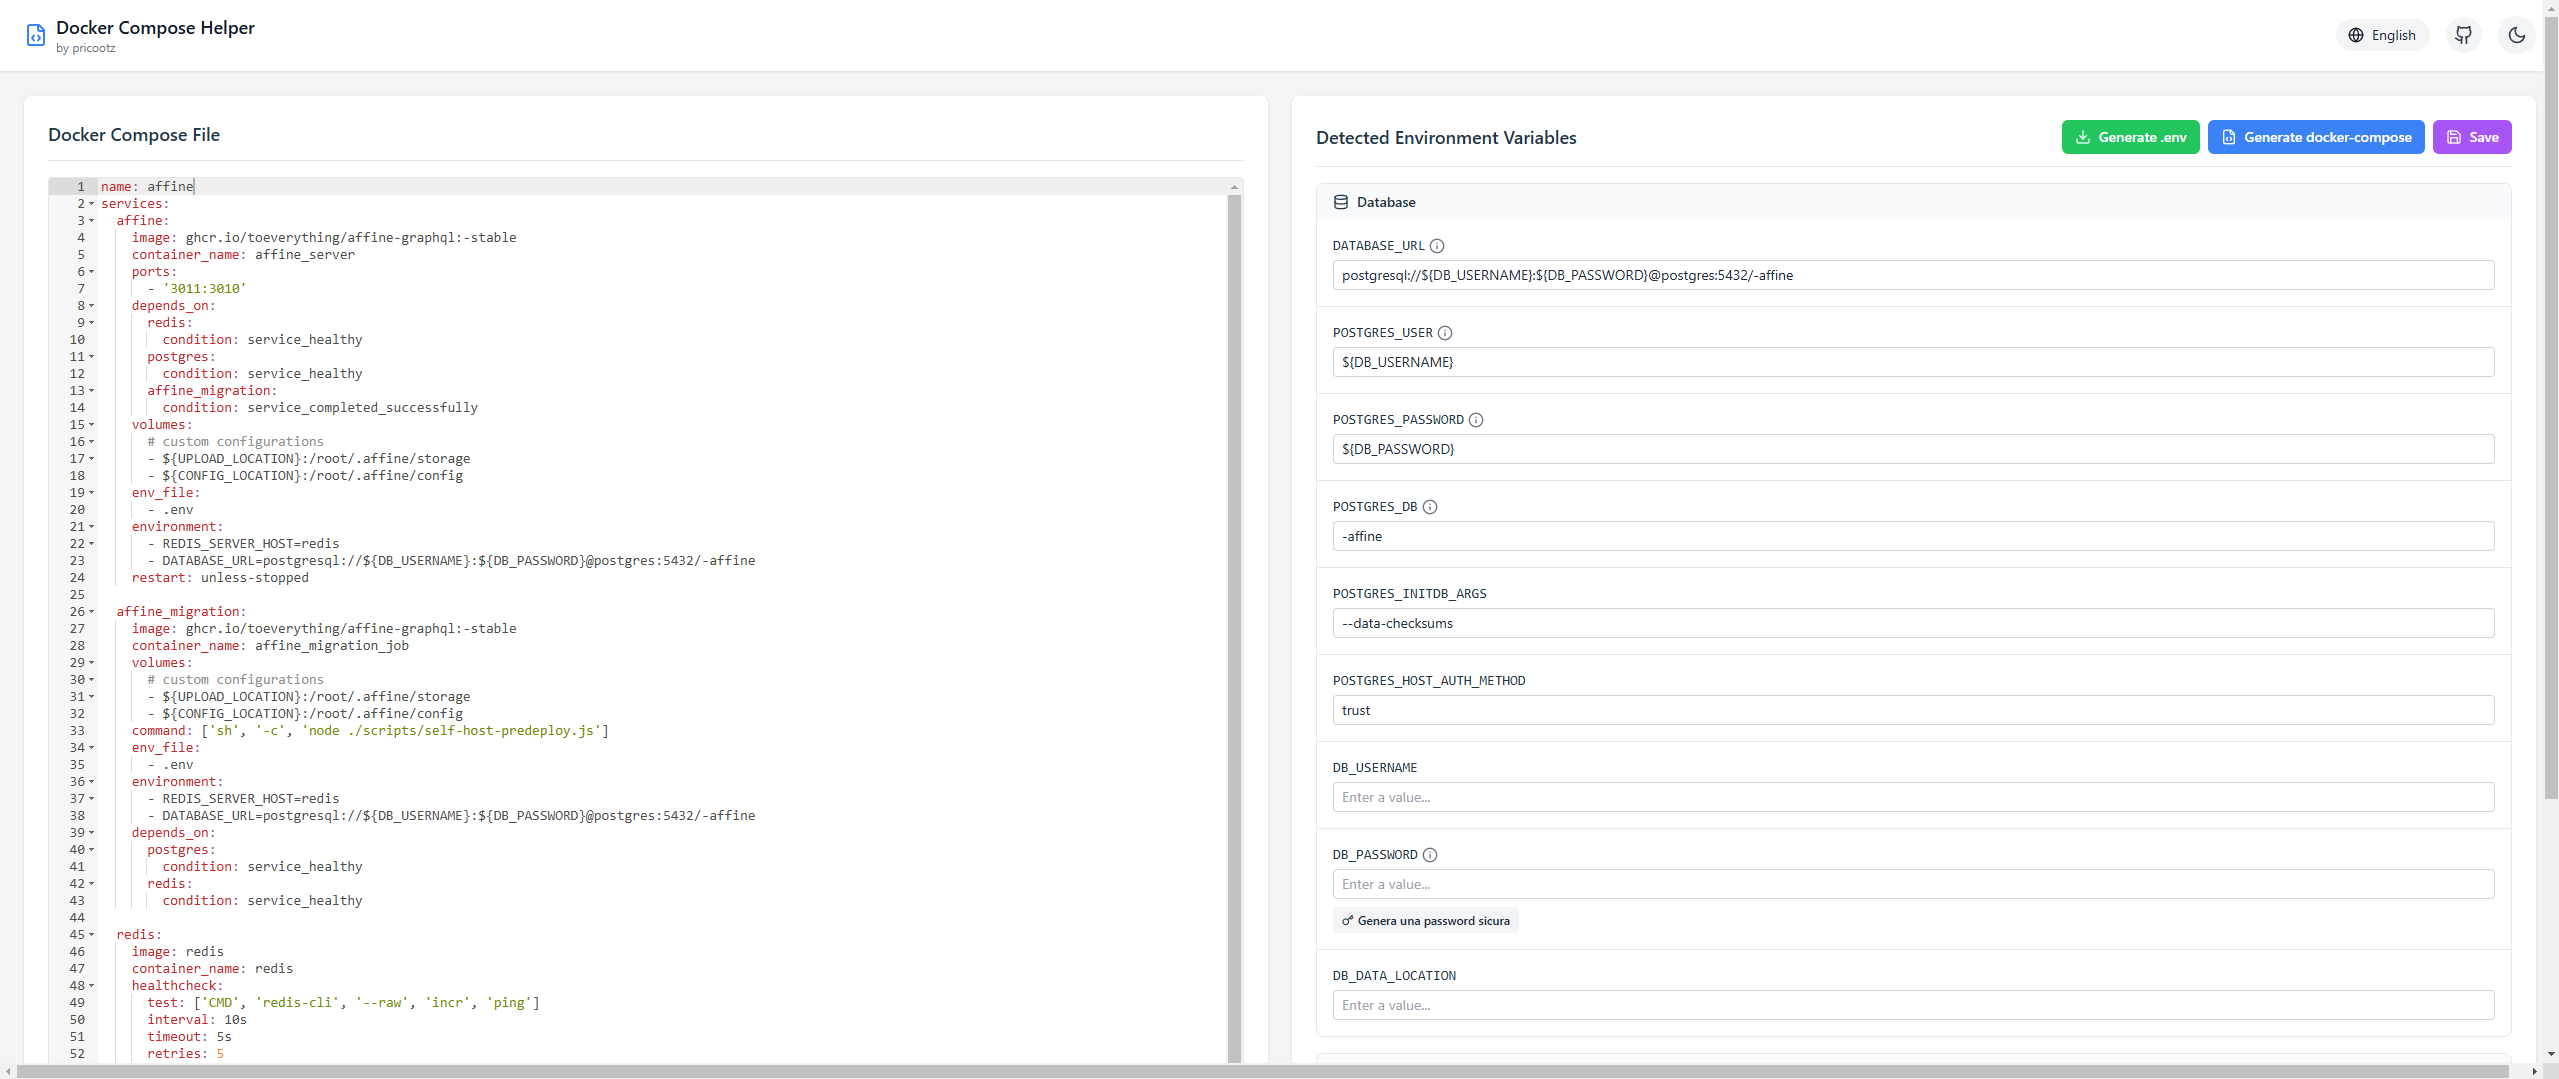 Docker Compose Helper
by pricootz
English
Docker Compose File
1 name: affine
2 services:
3   affine:
4     image: ghcr.io/toeverything/affine-graphql:-stable
5     container_name: affine_server
6     ports:
7       - '3011:3010'
8     depends_on:
9       redis:
10         condition: service_healthy
11       postgres:
12         condition: service_healthy
13       affine_migration:
14         condition: service_completed_successfully
15     volumes:
16       # custom configurations
17       - ${UPLOAD_LOCATION}:/root/.affine/storage
18       - ${CONFIG_LOCATION}:/root/.affine/config
19     env_file:
20       - .env
21     environment:
22       - REDIS_SERVER_HOST=redis
23       - DATABASE_URL=postgresql://${DB_USERNAME}:${DB_PASSWORD}@postgres:5432/-affine
24     restart: unless-stopped
25
26   affine_migration:
27     image: ghcr.io/toeverything/affine-graphql:-stable
28     container_name: affine_migration_job
29     volumes:
30       # custom configurations
31       - ${UPLOAD_LOCATION}:/root/.affine/storage
32       - ${CONFIG_LOCATION}:/root/.affine/config
33     command: ['sh', '-c', 'node ./scripts/self-host-predeploy.js']
34     env_file:
35       - .env
36     environment:
37       - REDIS_SERVER_HOST=redis
38       - DATABASE_URL=postgresql://${DB_USERNAME}:${DB_PASSWORD}@postgres:5432/-affine
39     depends_on:
40       postgres:
41         condition: service_healthy
42       redis:
43         condition: service_healthy
44
45   redis:
46     image: redis
47     container_name: redis
48     healthcheck:
49       test: ['CMD', 'redis-cli', '--raw', 'incr', 'ping']
50       interval: 10s
51       timeout: 5s
52       retries: 5
Detected Environment Variables
Generate .env
Generate docker-compose
Save
Database
DATABASE_URL
postgresql://${DB_USERNAME}:${DB_PASSWORD}@postgres:5432/-affine
POSTGRES_USER
${DB_USERNAME}
POSTGRES_PASSWORD
${DB_PASSWORD}
POSTGRES_DB
-affine
POSTGRES_INITDB_ARGS
--data-checksums
POSTGRES_HOST_AUTH_METHOD
trust
DB_USERNAME
Enter a value...
DB_PASSWORD
Enter a value...
Genera una password sicura
DB_DATA_LOCATION
Enter a value...